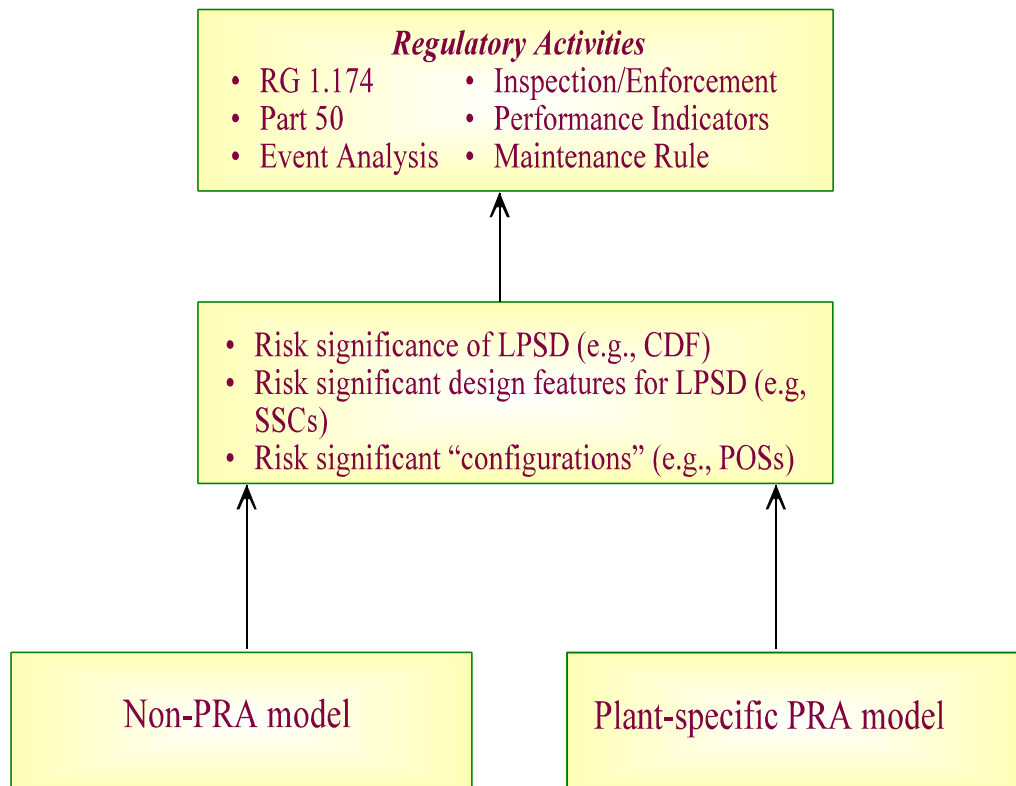 Regulatory Activities
• RG 1.174
• Part 50
• Event Analysis
• Inspection/Enforcement
• Performance Indicators
• Maintenance Rule
• Risk significance of LPSD (e.g., CDF)
• Risk significant design features for LPSD (e.g,
SSCs)
• Risk significant “configurations” (e.g., POSs)
Non-PRA model
Plant-specific PRA model